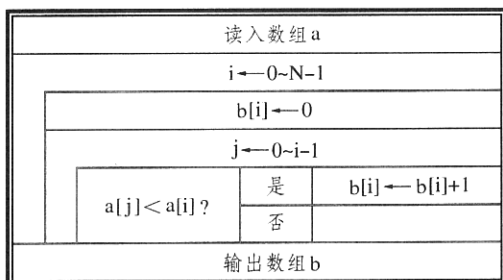 读入数组a
i←0~N-1
b[i]←0
j←0~i-1
a[j]<a[i]?
是
b[i]←b[i]+1
否
输出数组b